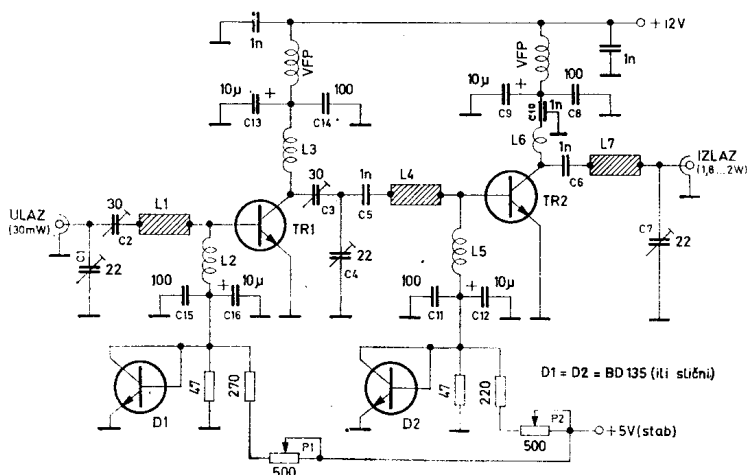 +12V
1n
VFP
VFP
1n
10µ
+
100
C13
C14
10µ
+
100
C9
C10
1n
C8
L3
L6
ULAZ
(30mW)
30
C2
L1
TR1
30
C3
1n
C5
L4
TR2
1n
C6
L7
IZLAZ
(1,8...2W)
C1
22
L2
C4
22
L5
C7
22
100
C15
+
10µ
C16
100
C11
+
10µ
C12
D1
47
270
D2
47
220
D1 = D2 = BD 135 (ili slični)
P1
500
P2
500
+5V (stab)